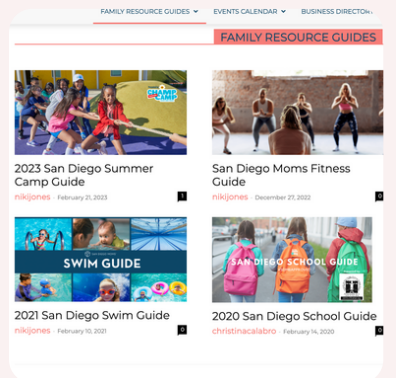 FAMILY RESOURCE GUIDES EVENTS CALENDAR BUSINESS DIRECTORY
FAMILY RESOURCE GUIDES
CHAMP CAMP
2023 San Diego Summer
Camp Guide
nikijones - February 21, 2023 1
San Diego Moms Fitness
Guide
nikijones - December 27, 2022 0
SWIM GUIDE
2021 San Diego Swim Guide
nikijones - February 10, 2021 0
SAN DIEGO SCHOOL GUIDE
2020 San Diego School Guide
christinacalabro - February 14, 2020 0